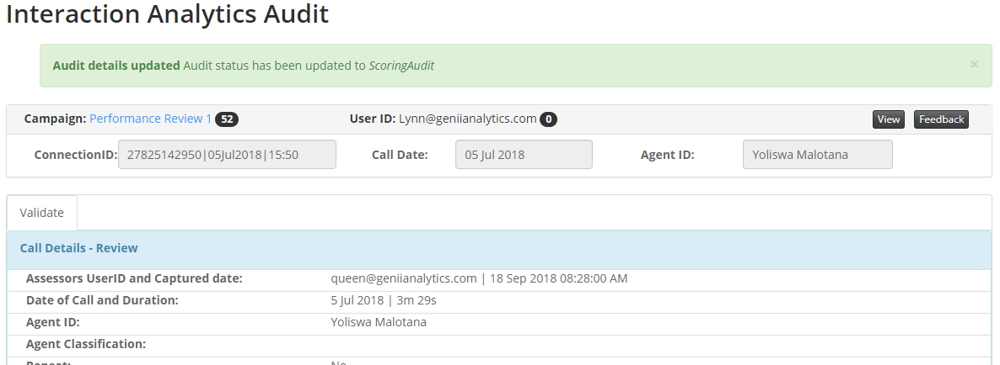 Interaction Analytics Audit
Audit details updated Audit status has been updated to ScoringAudit ×
Campaign: Performance Review 1 52 User ID: Lynn@geniianalytics.com 0 View Feedback
ConnectionID: 27825142950|05Jul2018|15:50 Call Date: 05 Jul 2018 Agent ID: Yoliswa Malotana
Validate
Call Details - Review
Assessors UserID and Captured date: queen@geniianalytics.com | 18 Sep 2018 08:28:00 AM
Date of Call and Duration: 5 Jul 2018 | 3m 29s
Agent ID: Yoliswa Malotana
Agent Classification:
Repeat: No